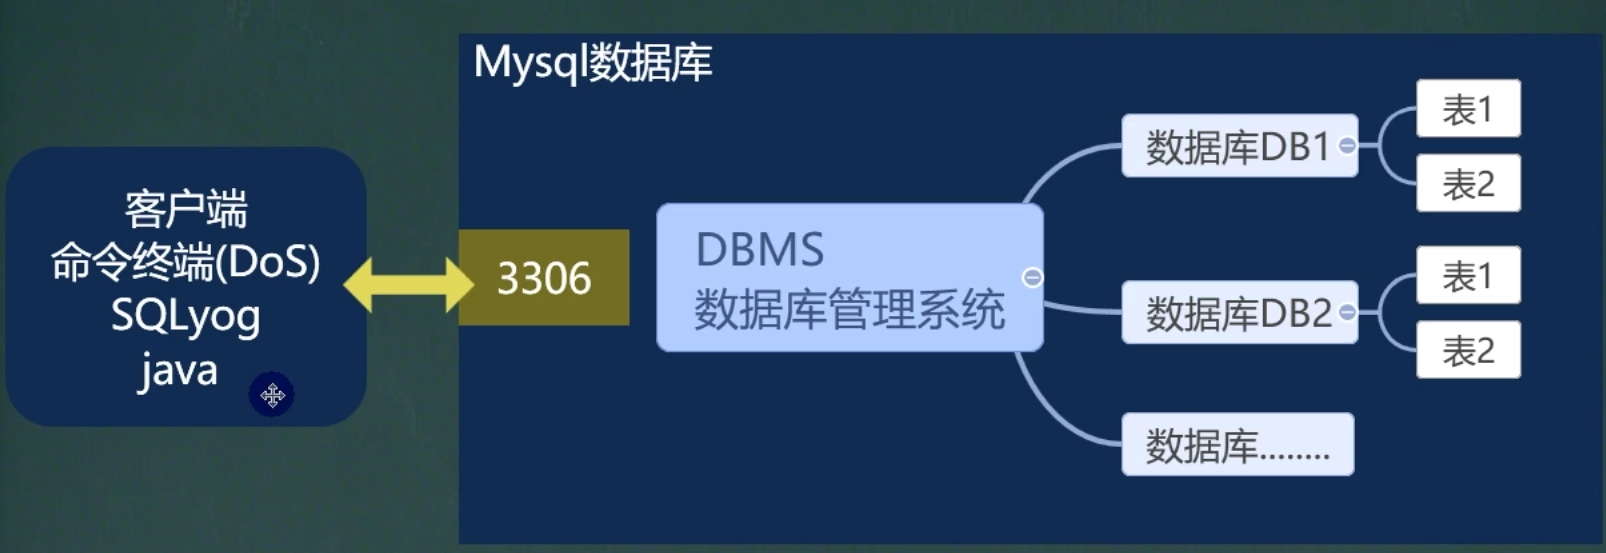 Mysql数据库
客户端
命令终端(DoS)
SQLyog
java
3306
DBMS
数据库管理系统
数据库DB1
表1
表2
数据库DB2
表1
表2
数据库........